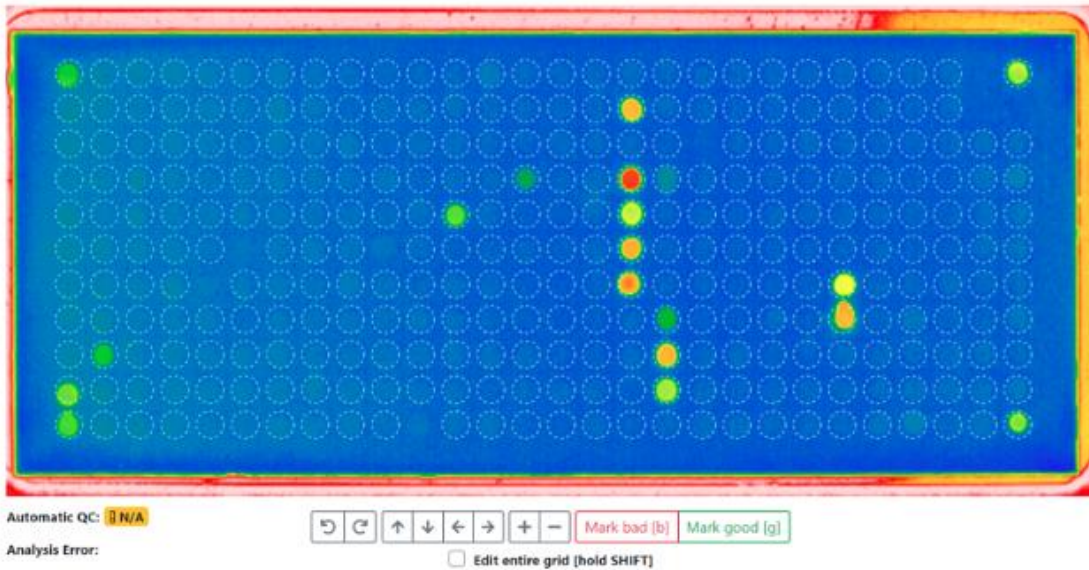 Automatic QC: N/A
Mark bad [b] Mark good [g]
Analysis Error:
Edit entire grid [hold SHIFT]